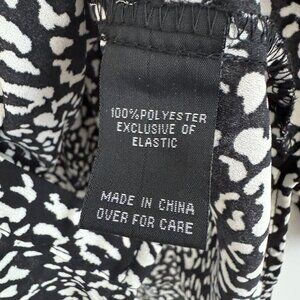 100%POLYESTER
EXCLUSIVE OF
ELASTIC
MADE IN CHINA
OVER FOR CARE